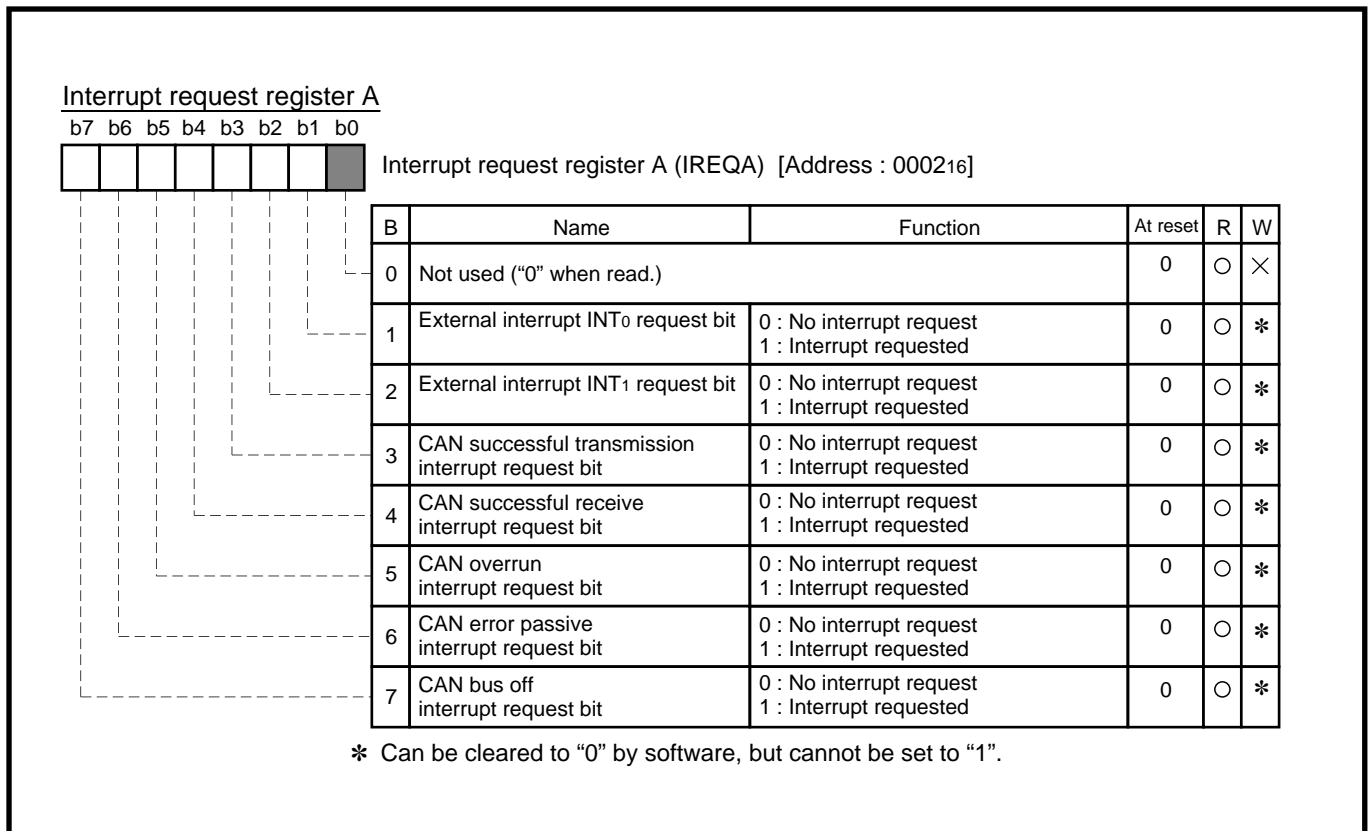 Interrupt request register A
b7 b6 b5 b4 b3 b2 b1 b0
Interrupt request register A (IREQA) [Address : 000216]
B Name Function At reset R W
0 Not used (“0” when read.) 0 ○ ×
1 External interrupt INT0 request bit 0 : No interrupt request 0 ○ ✻
1 : Interrupt requested
2 External interrupt INT1 request bit 0 : No interrupt request 0 ○ ✻
1 : Interrupt requested
3 CAN successful transmission 0 : No interrupt request 0 ○ ✻
interrupt request bit 1 : Interrupt requested
4 CAN successful receive 0 : No interrupt request 0 ○ ✻
interrupt request bit 1 : Interrupt requested
5 CAN overrun 0 : No interrupt request 0 ○ ✻
interrupt request bit 1 : Interrupt requested
6 CAN error passive 0 : No interrupt request 0 ○ ✻
interrupt request bit 1 : Interrupt requested
7 CAN bus off 0 : No interrupt request 0 ○ ✻
interrupt request bit 1 : Interrupt requested
✻ Can be cleared to “0” by software, but cannot be set to “1”.